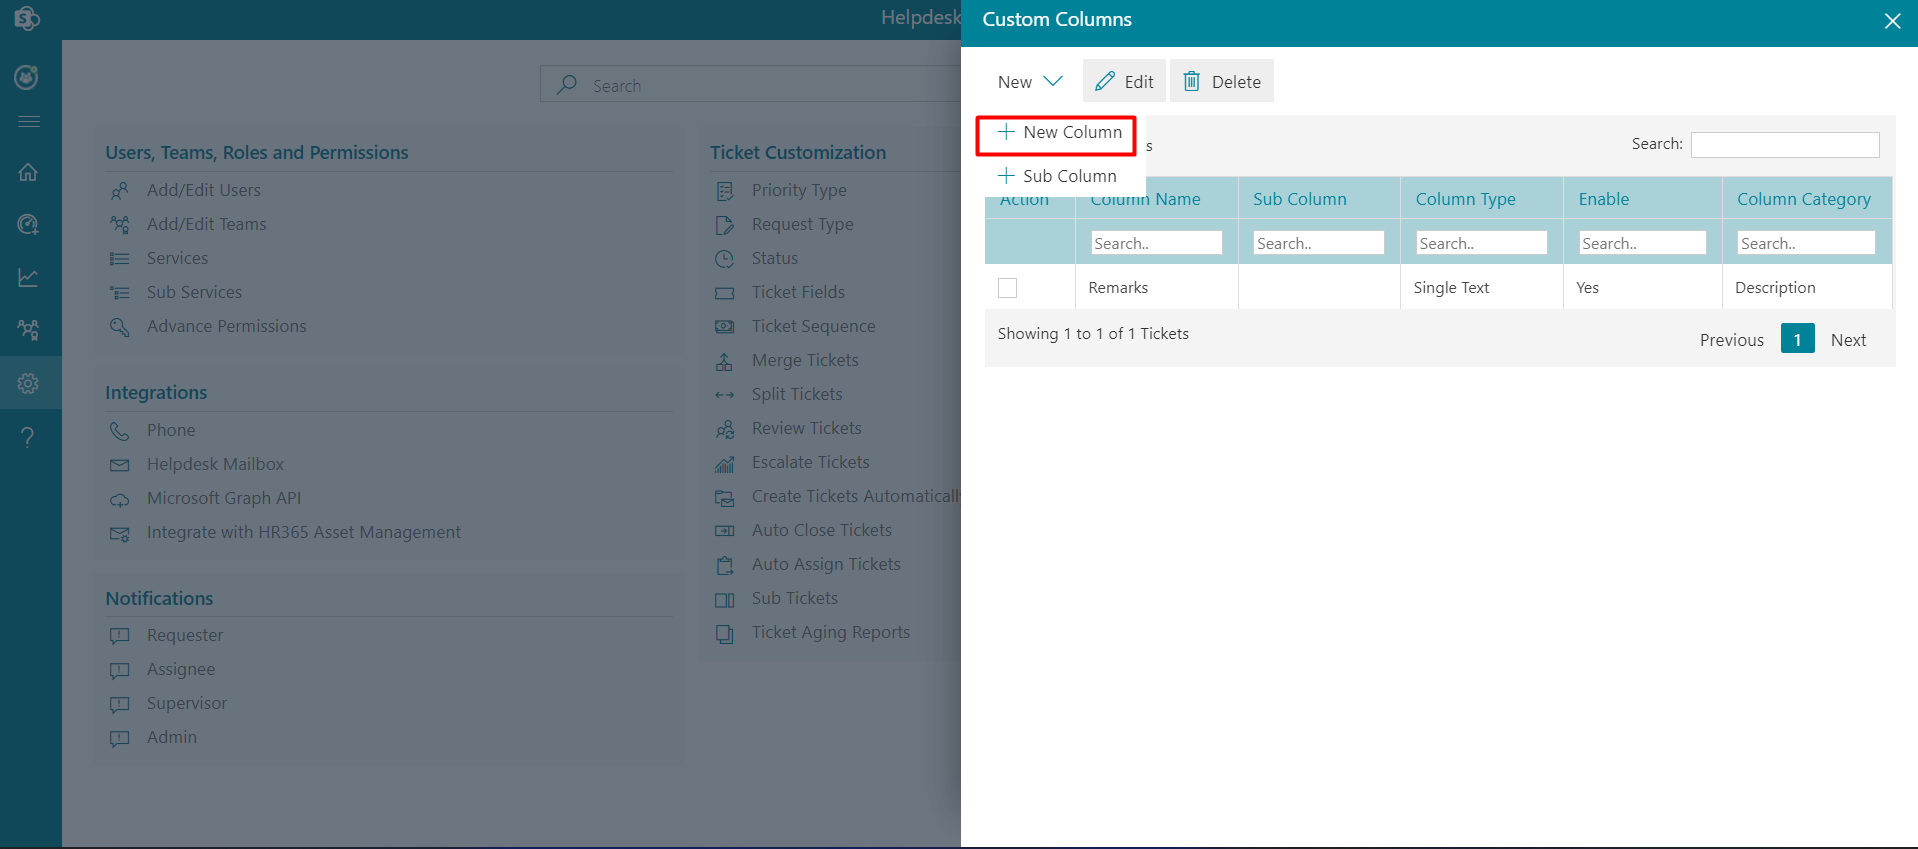 Helpdesk
Search
Users, Teams, Roles and Permissions
Add/Edit Users
Add/Edit Teams
Services
Sub Services
Advance Permissions
Integrations
Phone
Helpdesk Mailbox
Microsoft Graph API
Integrate with HR365 Asset Management
Notifications
Requester
Assignee
Supervisor
Admin
Ticket Customization
Priority Type
Request Type
Status
Ticket Fields
Ticket Sequence
Merge Tickets
Split Tickets
Review Tickets
Escalate Tickets
Create Tickets Automatically
Auto Close Tickets
Auto Assign Tickets
Sub Tickets
Ticket Aging Reports
Custom Columns
New Edit Delete
New Column
Sub Column
s Search:
Action Column Name Sub Column Column Type Enable Column Category
Search.. Search.. Search.. Search.. Search..
Remarks Single Text Yes Description
Showing 1 to 1 of 1 Tickets
Previous 1 Next